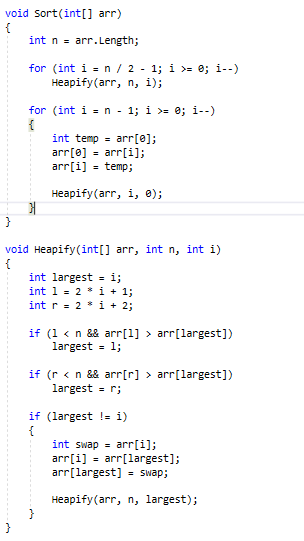 void Sort(int[] arr)
{
    int n = arr.Length;

    for (int i = n / 2 - 1; i >= 0; i--)
        Heapify(arr, n, i);

    for (int i = n - 1; i >= 0; i--)
    {
        int temp = arr[0];
        arr[0] = arr[i];
        arr[i] = temp;

        Heapify(arr, i, 0);
    }
}

void Heapify(int[] arr, int n, int i)
{
    int largest = i;
    int l = 2 * i + 1;
    int r = 2 * i + 2;

    if (l < n && arr[l] > arr[largest])
        largest = l;

    if (r < n && arr[r] > arr[largest])
        largest = r;

    if (largest != i)
    {
        int swap = arr[i];
        arr[i] = arr[largest];
        arr[largest] = swap;

        Heapify(arr, n, largest);
    }
}